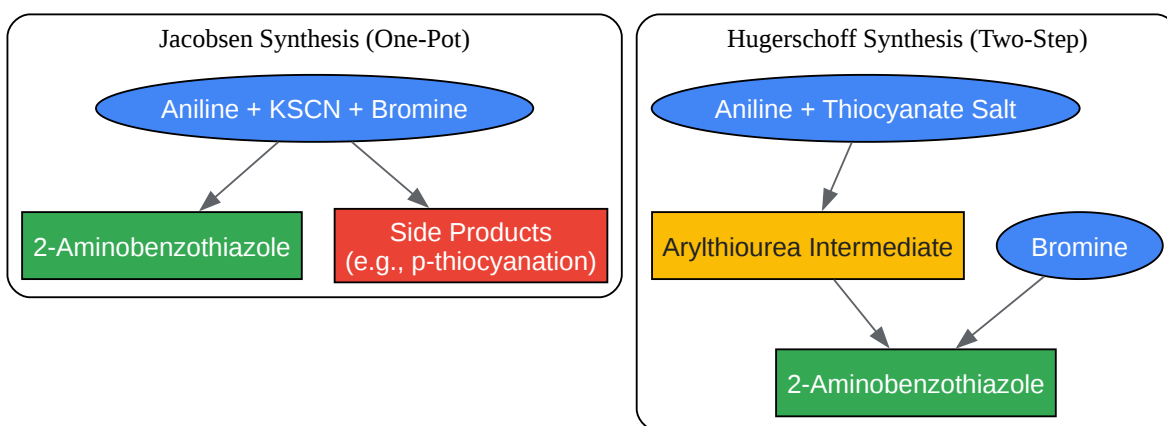 Jacobsen Synthesis (One-Pot)
Aniline + KSCN + Bromine
2-Aminobenzothiazole
Side Products
(e.g., p-thiocyanation)
Hugerschoff Synthesis (Two-Step)
Aniline + Thiocyanate Salt
Arylthiourea Intermediate
Bromine
2-Aminobenzothiazole